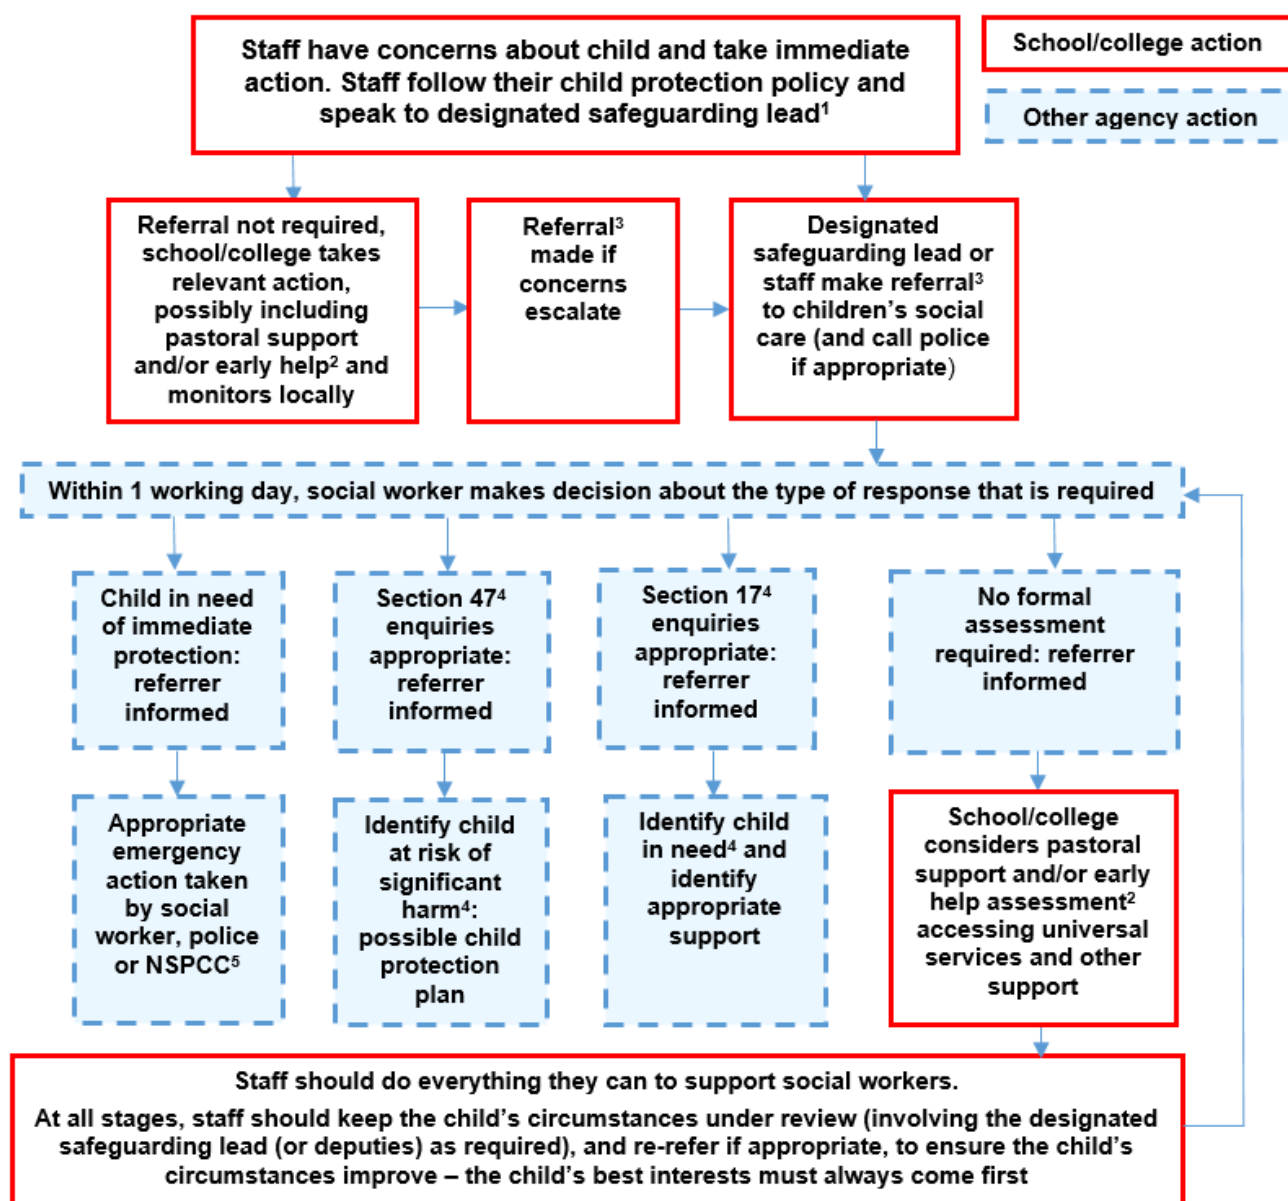 Staff have concerns about child and take immediate
action. Staff follow their child protection policy and
speak to designated safeguarding lead¹
School/college action
Other agency action
Referral not required,
school/college takes
relevant action,
possibly including
pastoral support
and/or early help² and
monitors locally
Referral³
made if
concerns
escalate
Designated
safeguarding lead or
staff make referral³
to children's social
care (and call police
if appropriate)
Within 1 working day, social worker makes decision about the type of response that is required
Child in need
of immediate
protection:
referrer
informed
Section 47⁴
enquiries
appropriate:
referrer
informed
Section 17⁴
enquiries
appropriate:
referrer
informed
No formal
assessment
required: referrer
informed
Appropriate
emergency
action taken
by social
worker, police
or NSPCC⁵
Identify child
at risk of
significant
harm⁴:
possible child
protection
plan
Identify child
in need⁴ and
identify
appropriate
support
School/college
considers pastoral
support and/or early
help assessment²
accessing universal
services and other
support
Staff should do everything they can to support social workers.
At all stages, staff should keep the child's circumstances under review (involving the designated
safeguarding lead (or deputies) as required), and re-refer if appropriate, to ensure the child's
circumstances improve – the child's best interests must always come first